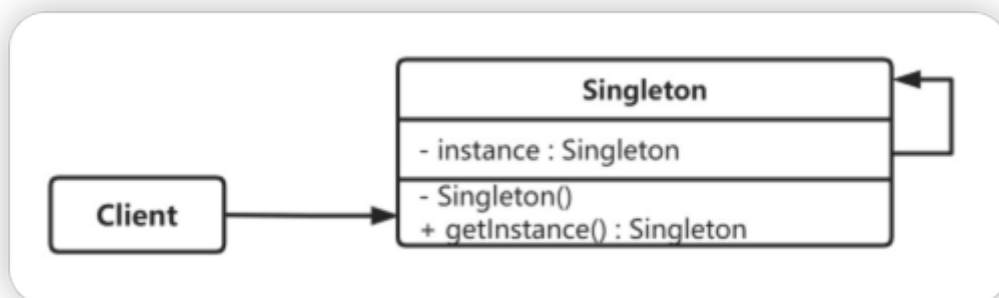 Singleton
- instance : Singleton
- Singleton()
+ getInstance() : Singleton
Client